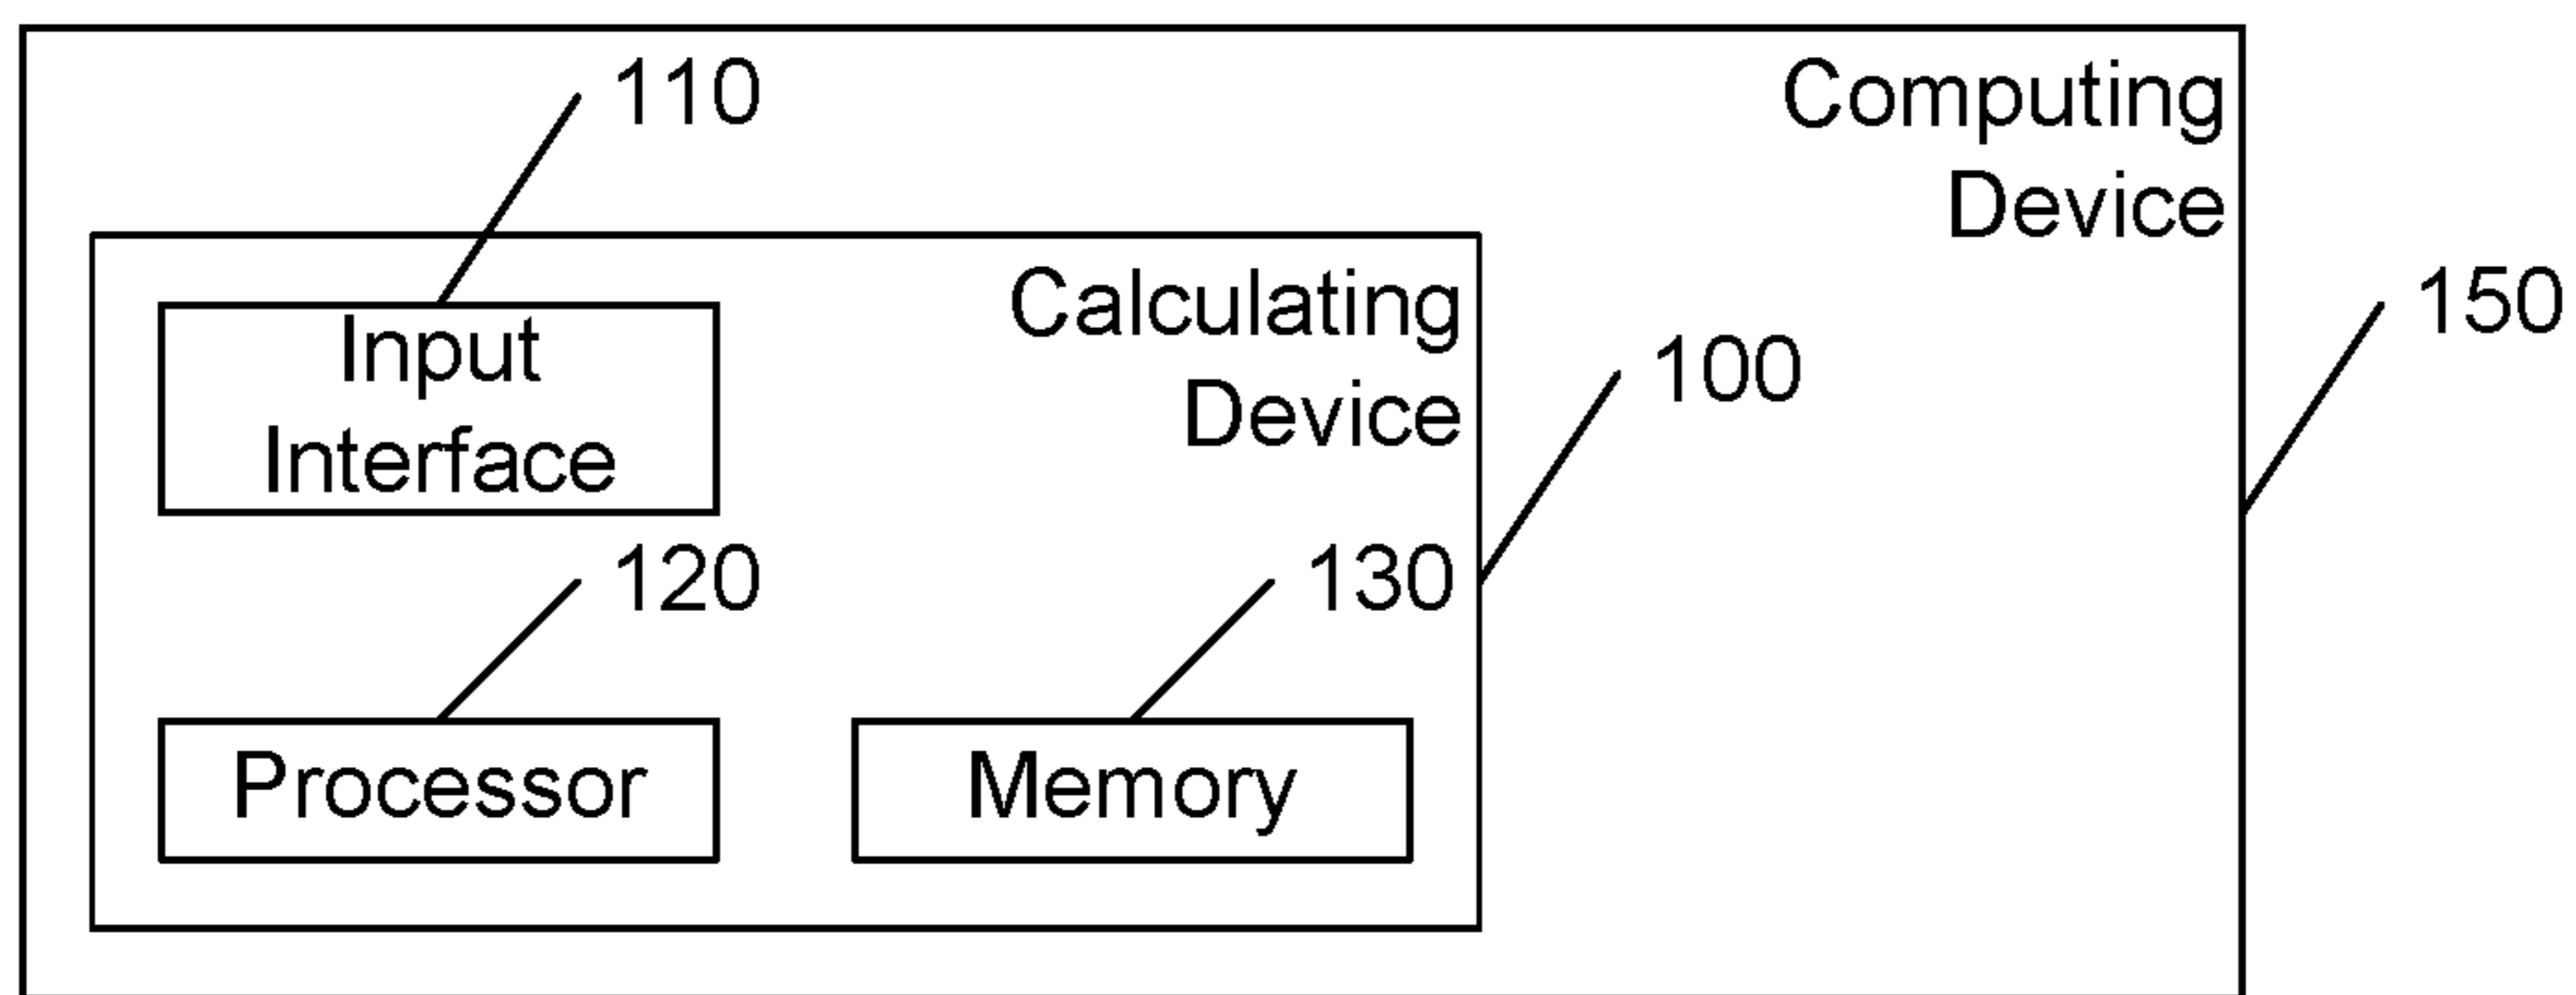 110
Computing
Device
Calculating
Device
150
100
Input
Interface
120
130
Processor
Memory